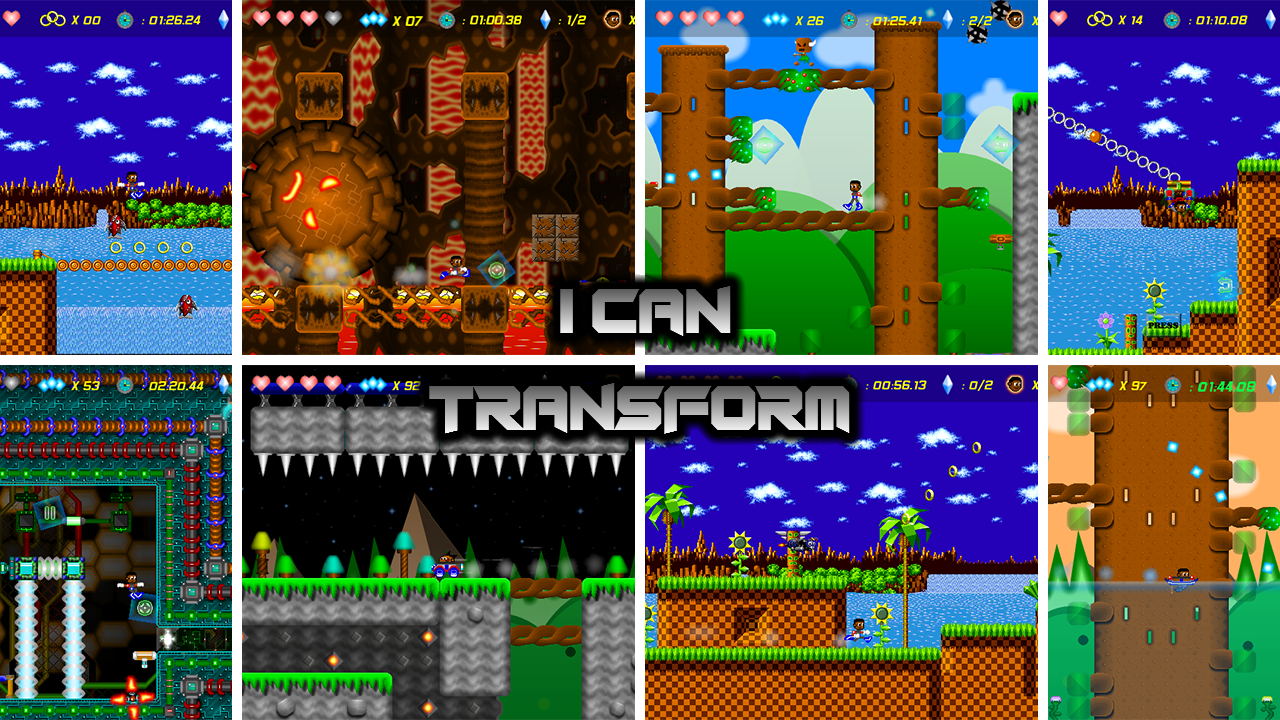 X 00 : 01:26.24
X 07 : 01:00.38 : 1/2 X
X 26 : 01:25.41 : 2/2 X
X 14 : 01:10.08
PRESS
I CAN
TRANSFORM
X 53 : 02:20.44
X 92
: 00:56.13 : 0/2 X
X 97 : 01:44.08